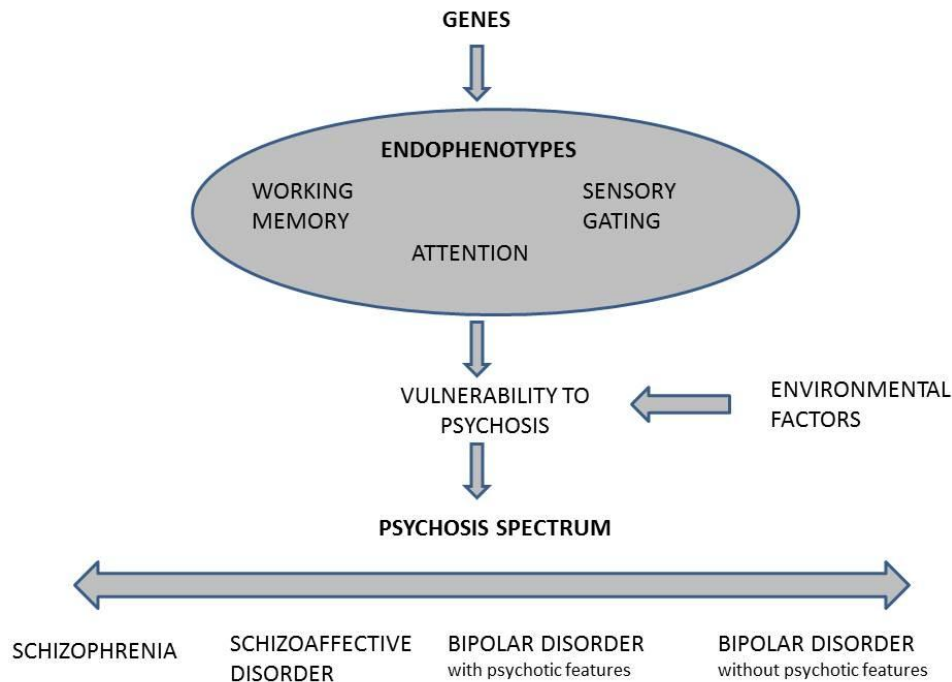 GENES
ENDOPHENOTYPES
WORKING
MEMORY
SENSORY
GATING
ATTENTION
VULNERABILITY TO
PSYCHOSIS
ENVIRONMENTAL
FACTORS
PSYCHOSIS SPECTRUM
SCHIZOPHRENIA
SCHIZOAFFECTIVE
DISORDER
BIPOLAR DISORDER
with psychotic features
BIPOLAR DISORDER
without psychotic features